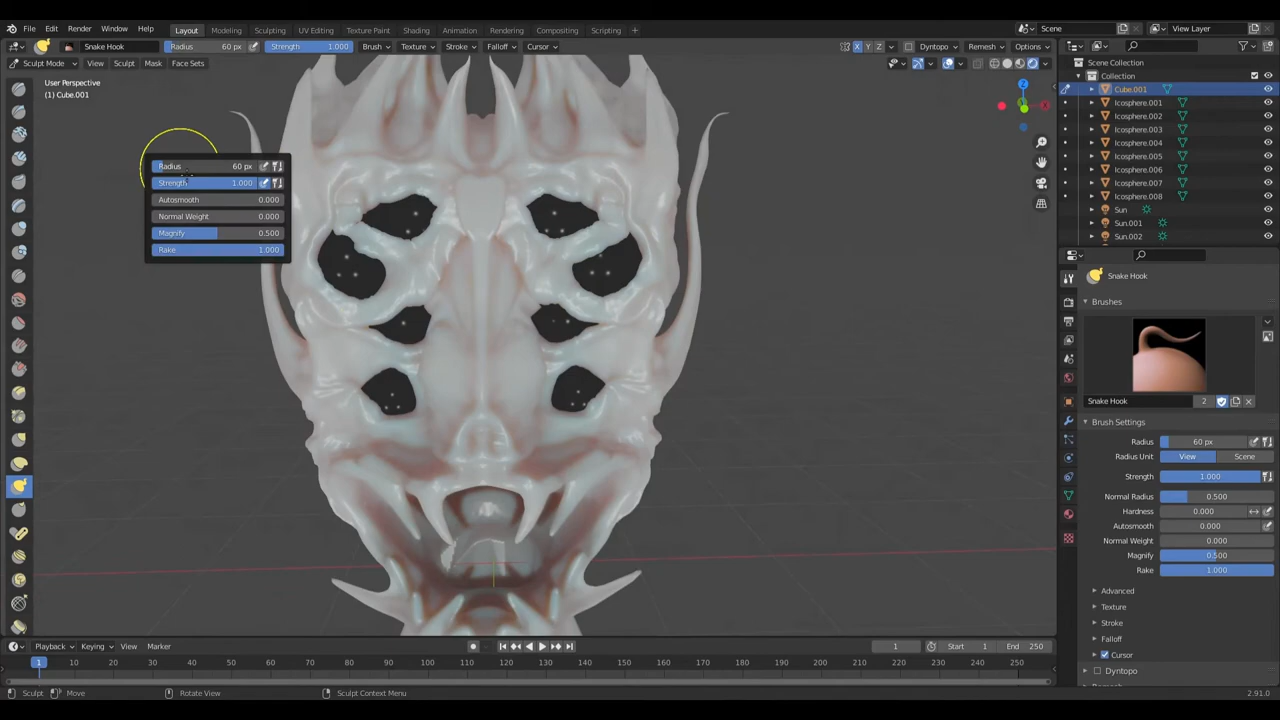 File Edit Render Window Help Layout Modeling Sculpting UV Editing Texture Paint Shading Animation Rendering Compositing Scripting + Scene View Layer
Snake Hook Radius 60 px Strength 1.000 Brush Texture Stroke Falloff Cursor X Y Z Dyntopo Remesh Options
Sculpt Mode View Sculpt Mask Face Sets
Scene Collection
Collection
User Perspective
(1) Cube.001
Cube.001
Icosphere.001
Icosphere.002
Icosphere.003
Icosphere.004
Icosphere.005
Icosphere.006
Icosphere.007
Icosphere.008
Sun
Sun.001
Sun.002
Z
X
Radius 60 px
Strength 1.000
Autosmooth 0.000
Normal Weight 0.000
Magnify 0.500
Rake 1.000
Snake Hook
Brushes
Snake Hook 2
Brush Settings
Radius 60 px
Radius Unit View Scene
Strength 1.000
Normal Radius 0.500
Hardness 0.000
Autosmooth 0.000
Normal Weight 0.000
Magnify 0.500
Rake 1.000
Advanced
Texture
Stroke
Falloff
Cursor
Dyntopo
Playback Keying View Marker 1 Start 1 End 250
1 10 20 30 40 50 60 70 80 90 100 110 120 130 140 150 160 170 180 190 200 210 220 230 240 250
Sculpt Move Rotate View Sculpt Context Menu 2.91.0